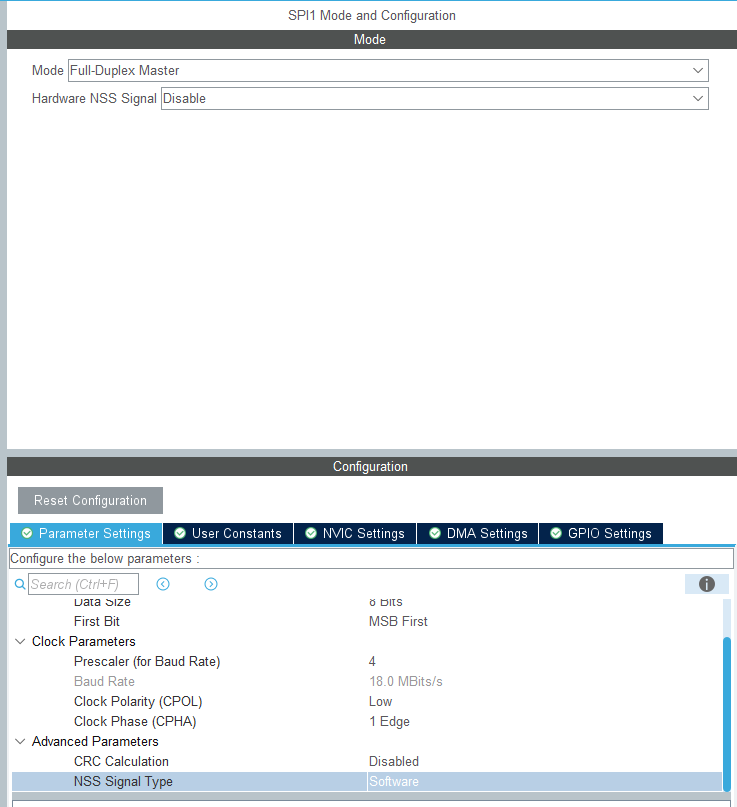 SPI1 Mode and Configuration
Mode
Mode Full-Duplex Master
Hardware NSS Signal Disable
Configuration
Reset Configuration
Parameter Settings User Constants NVIC Settings DMA Settings GPIO Settings
Configure the below parameters :
Search (Ctrl+F)
Data Size 8 Bits
First Bit MSB First
Clock Parameters
Prescaler (for Baud Rate) 4
Baud Rate 18.0 MBits/s
Clock Polarity (CPOL) Low
Clock Phase (CPHA) 1 Edge
Advanced Parameters
CRC Calculation Disabled
NSS Signal Type Software